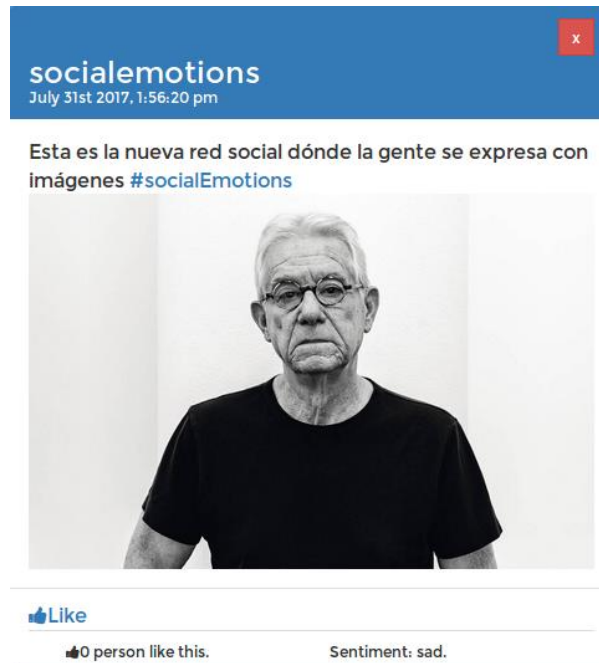 x
socialemotions
July 31st 2017, 1:56:20 pm
Esta es la nueva red social dónde la gente se expresa con
imágenes #socialEmotions
Like
0 person like this. Sentiment: sad.